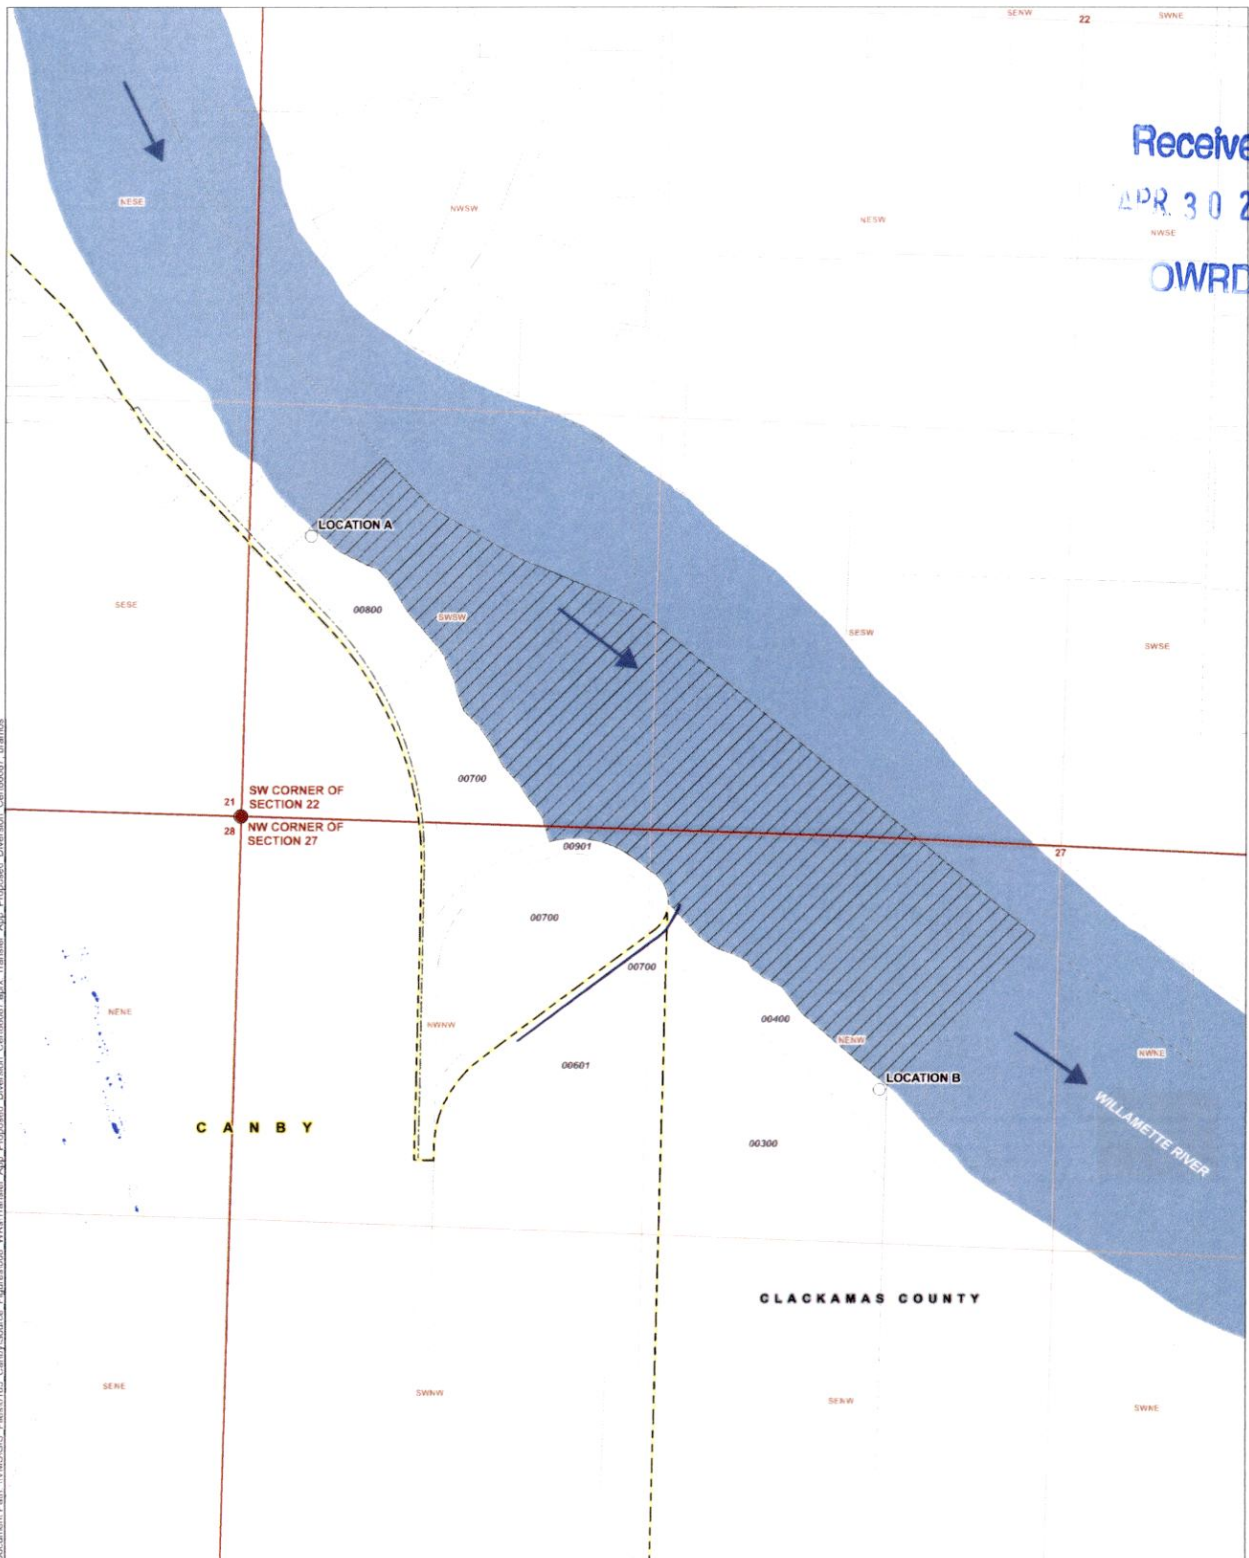 SENW
22
SWNE
Receive
APR 30 2
OWRD
NESE
NWSW
NESW
NWSE
LOCATION A
SESE
00800
SWSW
SESW
SWSE
00700
21
SW CORNER OF
SECTION 22
28
NW CORNER OF
SECTION 27
00901
27
00700
00700
NENE
NWNW
00400
NENW
NWNE
00601
LOCATION B
WILLAMETTE RIVER
CANBY
00300
CLACKAMAS COUNTY
SENE
SWNW
SENW
SWNE